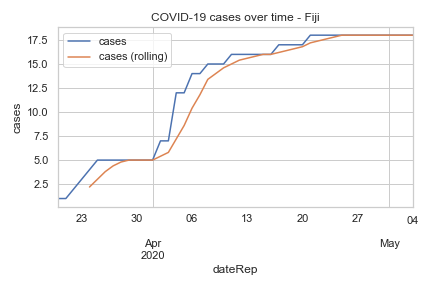 COVID-19 cases over time - Fiji
cases
cases (rolling)
17.5
15.0
12.5
10.0
7.5
5.0
2.5
cases
23
30
06
13
20
27
04
Apr
2020
May
dateRep